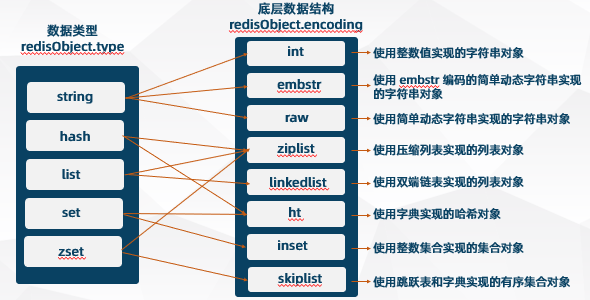 数据类型
redisObject.type
底层数据结构
redisObject.encoding
string
hash
list
set
zset
int
embstr
raw
ziplist
linkedlist
ht
inset
skiplist
使用整数值实现的字符串对象
使用 embstr 编码的简单动态字符串实现
的字符串对象
使用简单动态字符串实现的字符串对象
使用压缩列表实现的列表对象
使用双端链表实现的列表对象
使用字典实现的哈希对象
使用整数集合实现的集合对象
使用跳跃表和字典实现的有序集合对象